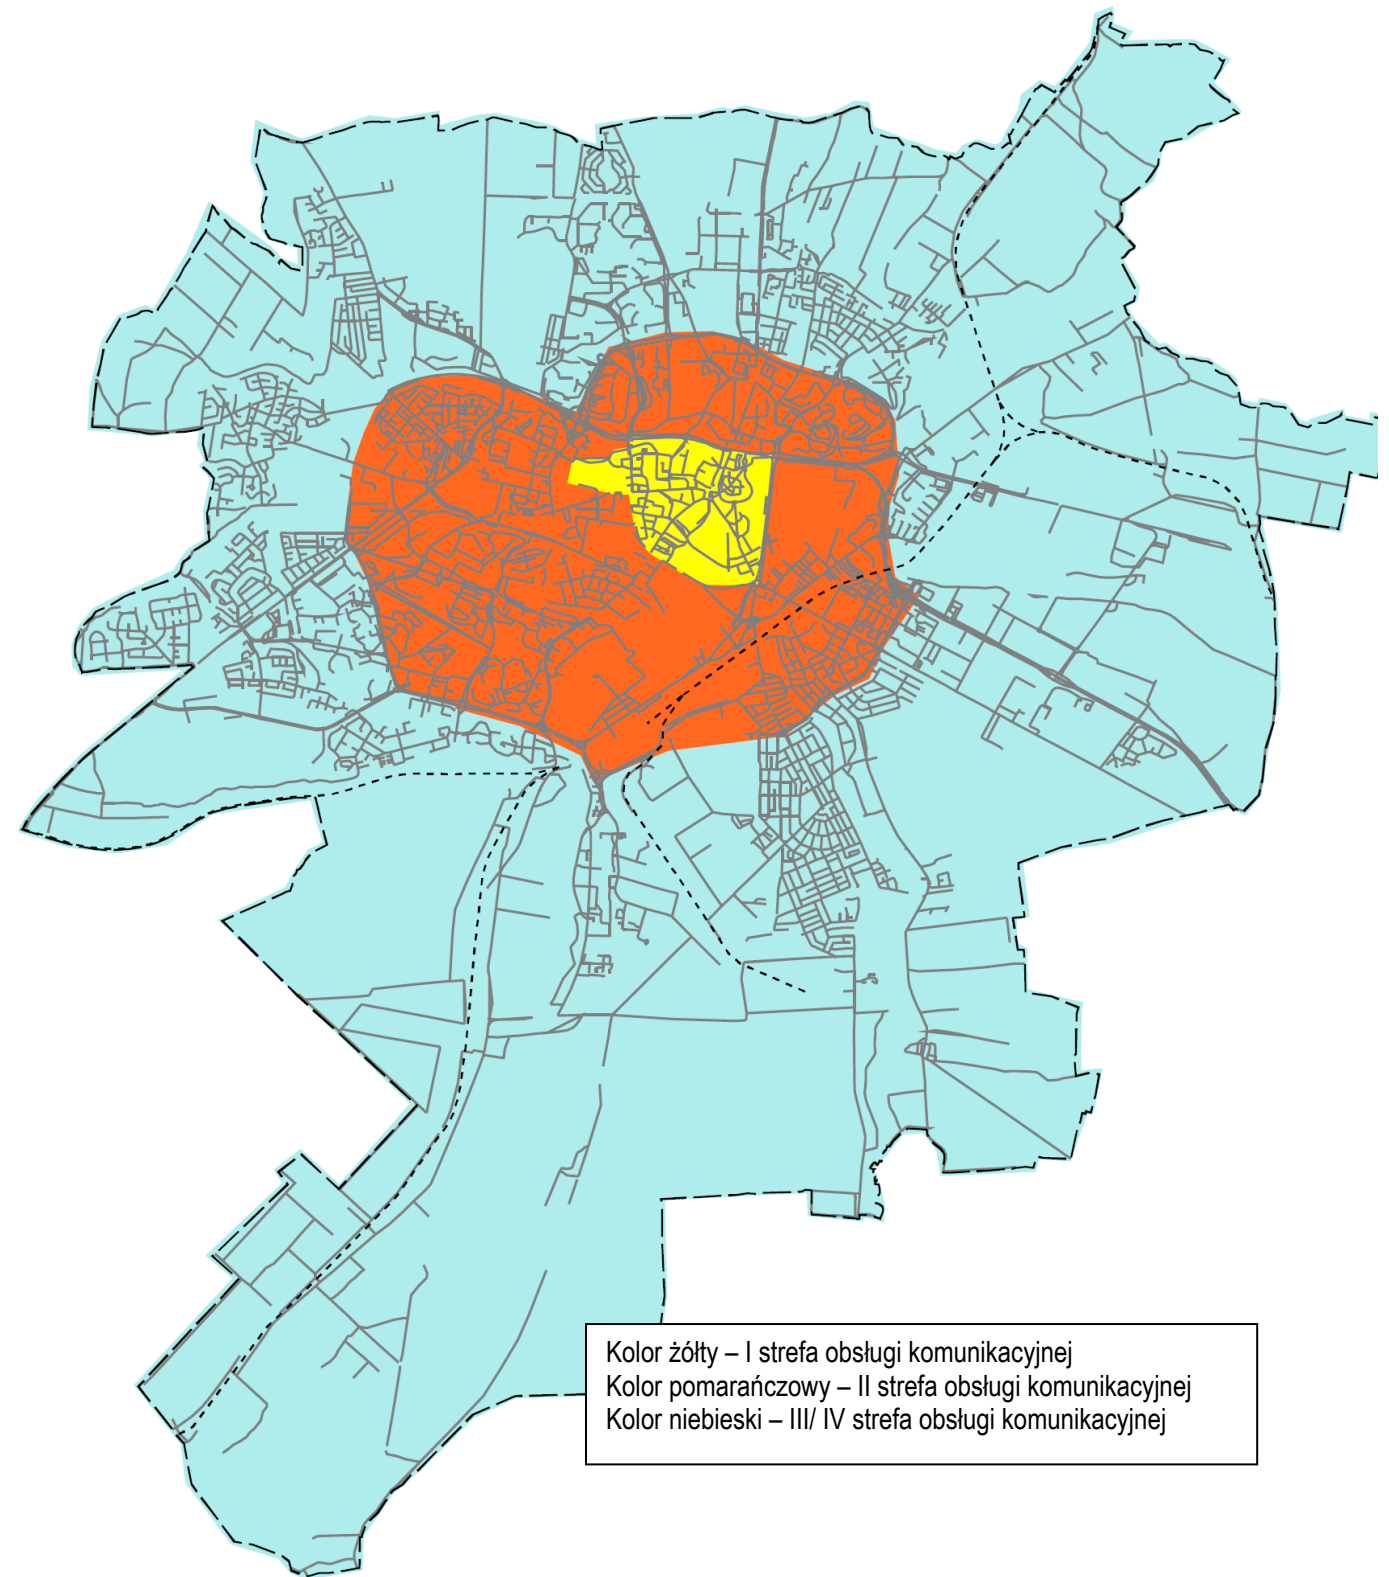 Kolor żółty – I strefa obsługi komunikacyjnej
Kolor pomarańczowy – II strefa obsługi komunikacyjnej
Kolor niebieski – III/ IV strefa obsługi komunikacyjnej